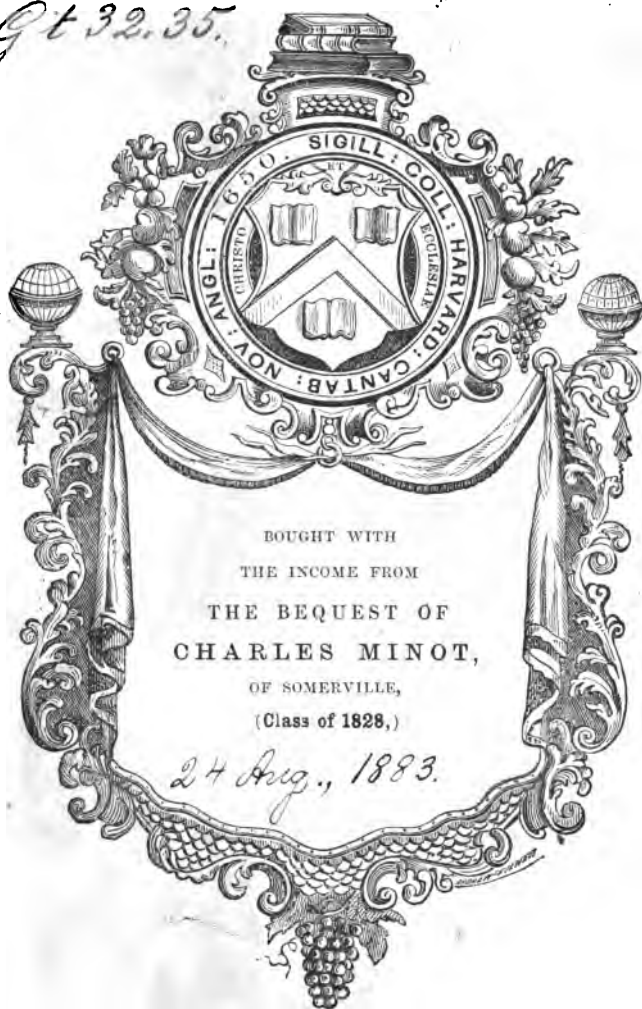 Gt 32.35.
SIGILL: COLL: HARVARD: CANTAB: NOV: ANGL: 1650.
CHRISTO
ET
ECCLESIÆ
BOUGHT WITH
THE INCOME FROM
THE BEQUEST OF
CHARLES MINOT,
OF SOMERVILLE,
(Class of 1828,)
24 Aug., 1883.